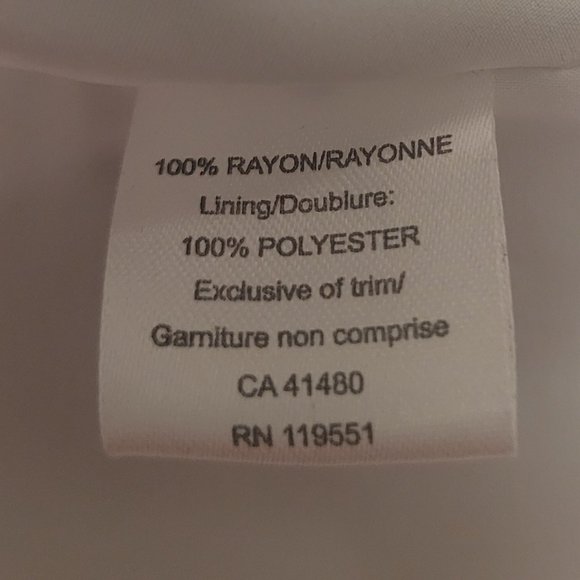 100% RAYON/RAYONNE
Lining/Doublure:
100% POLYESTER
Exclusive of trim/
Garniture non comprise
CA 41480
RN 119551